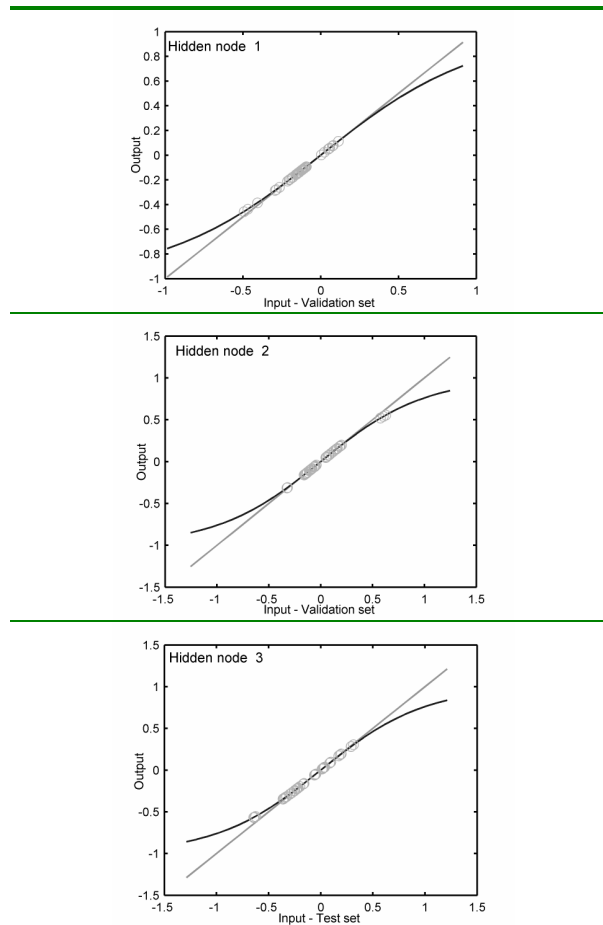 Hidden node 1
1
0.8
0.6
0.4
0.2
0
-0.2
-0.4
-0.6
-0.8
-1
Output
-1 -0.5 0 0.5 1
Input - Validation set
Hidden node 2
1.5
1
0.5
0
-0.5
-1
-1.5
Output
-1.5 -1 -0.5 0 0.5 1 1.5
Input - Validation set
Hidden node 3
1.5
1
0.5
0
-0.5
-1
-1.5
Output
-1.5 -1 -0.5 0 0.5 1 1.5
Input - Test set